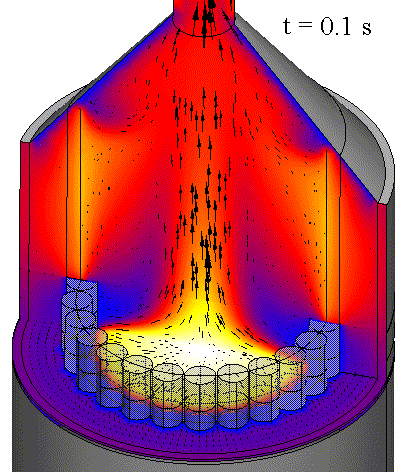 t = 0.1 s